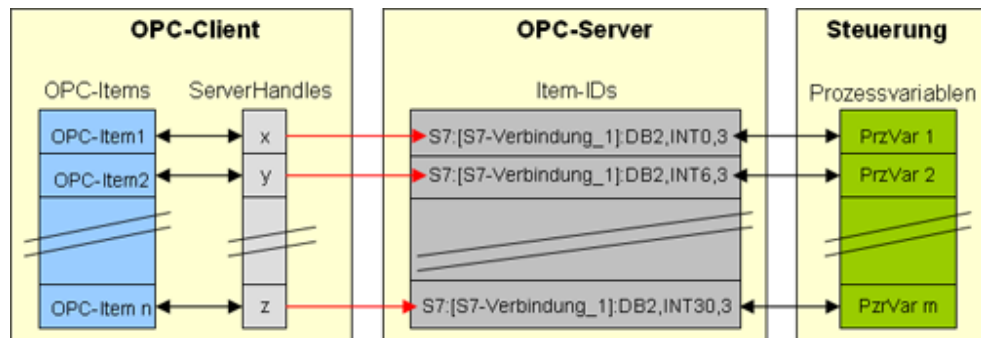 OPC-Client OPC-Server Steuerung
OPC-Items ServerHandles Item-IDs Prozessvariablen
OPC-Item1 x S7:[S7-Verbindung_1]:DB2,INT0,3 PrzVar 1
OPC-Item2 y S7:[S7-Verbindung_1]:DB2,INT6,3 PrzVar 2
OPC-Item n z S7:[S7-Verbindung_1]:DB2,INT30,3 PzrVar m